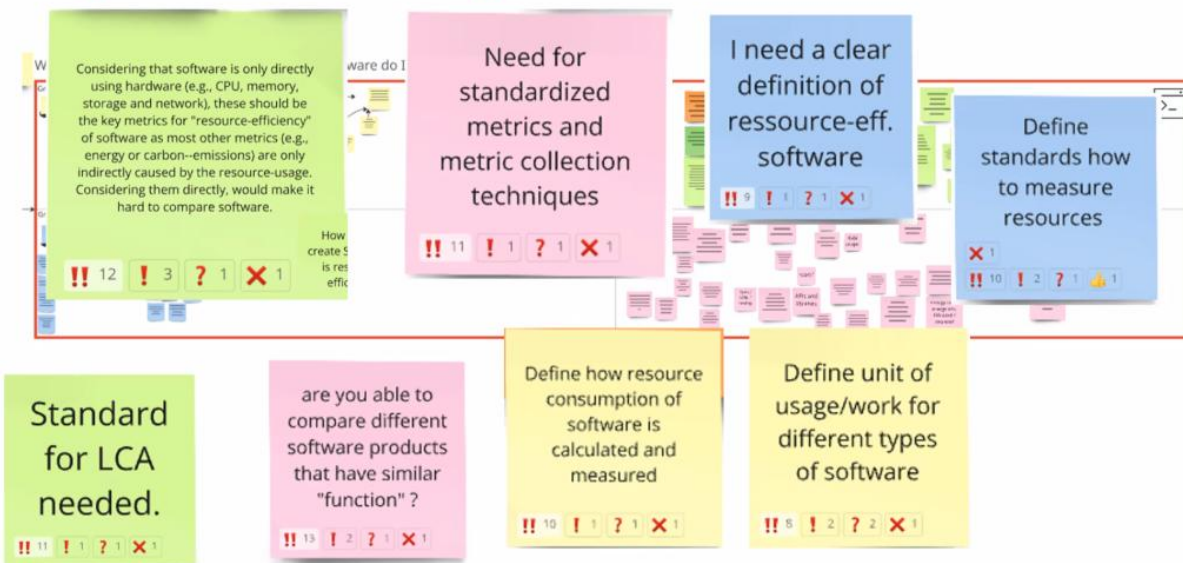 W
ware do I
Considering that software is only directly
using hardware (e.g., CPU, memory,
storage and network), these should be
the key metrics for "resource-efficiency"
of software as most other metrics (e.g.,
energy or carbon--emissions) are only
indirectly caused by the resource-usage.
Considering them directly, would make it
hard to compare software.
‼ 12 ❗ 3 ❓ 1 ❌ 1
How
create S
is res
effic
Need for
standardized
metrics and
metric collection
techniques
‼ 11 ❗ 1 ❓ 1 ❌ 1
I need a clear
definition of
ressource-eff.
software
‼ 9 ❗ 1 ❓ 1 ❌ 1
Define
standards how
to measure
resources
❌ 1
‼ 10 ❗ 2 ❓ 1 👍 1
Standard
for LCA
needed.
‼ 11 ❗ 1 ❓ 1 ❌ 1
are you able to
compare different
software products
that have similar
"function" ?
‼ 13 ❗ 2 ❓ 1 ❌ 1
Define how resource
consumption of
software is
calculated and
measured
‼ 10 ❗ 1 ❓ 1 ❌ 1
Define unit of
usage/work for
different types
of software
‼ 8 ❗ 2 ❓ 2 ❌ 1